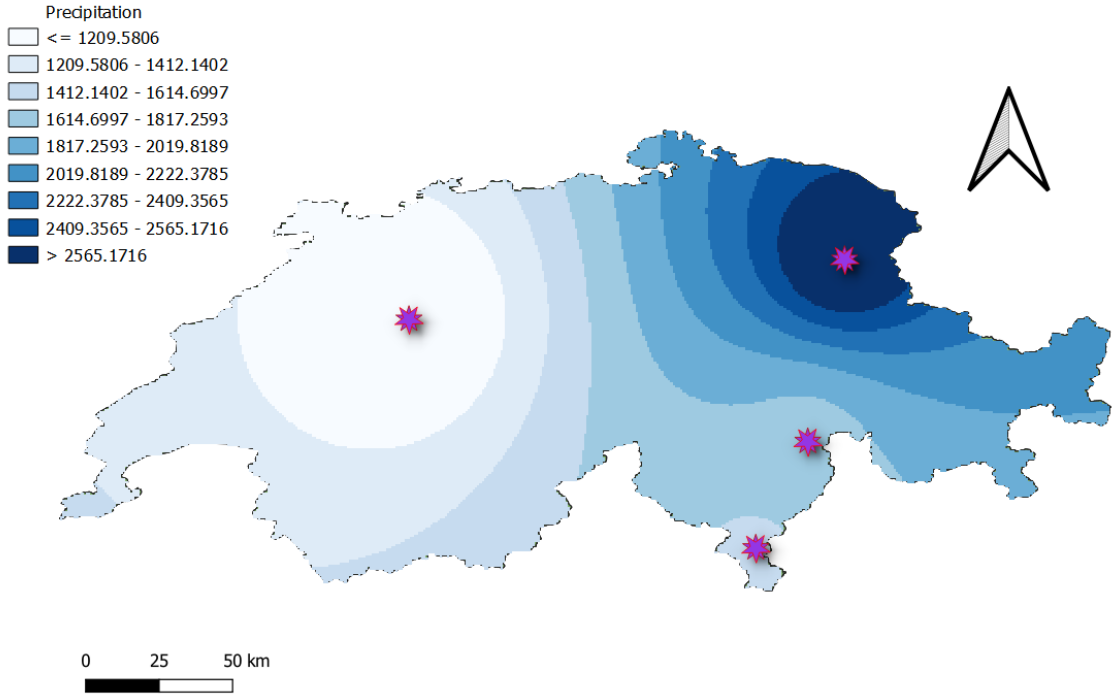 Precipitation
<= 1209.5806
1209.5806 - 1412.1402
1412.1402 - 1614.6997
1614.6997 - 1817.2593
1817.2593 - 2019.8189
2019.8189 - 2222.3785
2222.3785 - 2409.3565
2409.3565 - 2565.1716
> 2565.1716
0 25 50 km